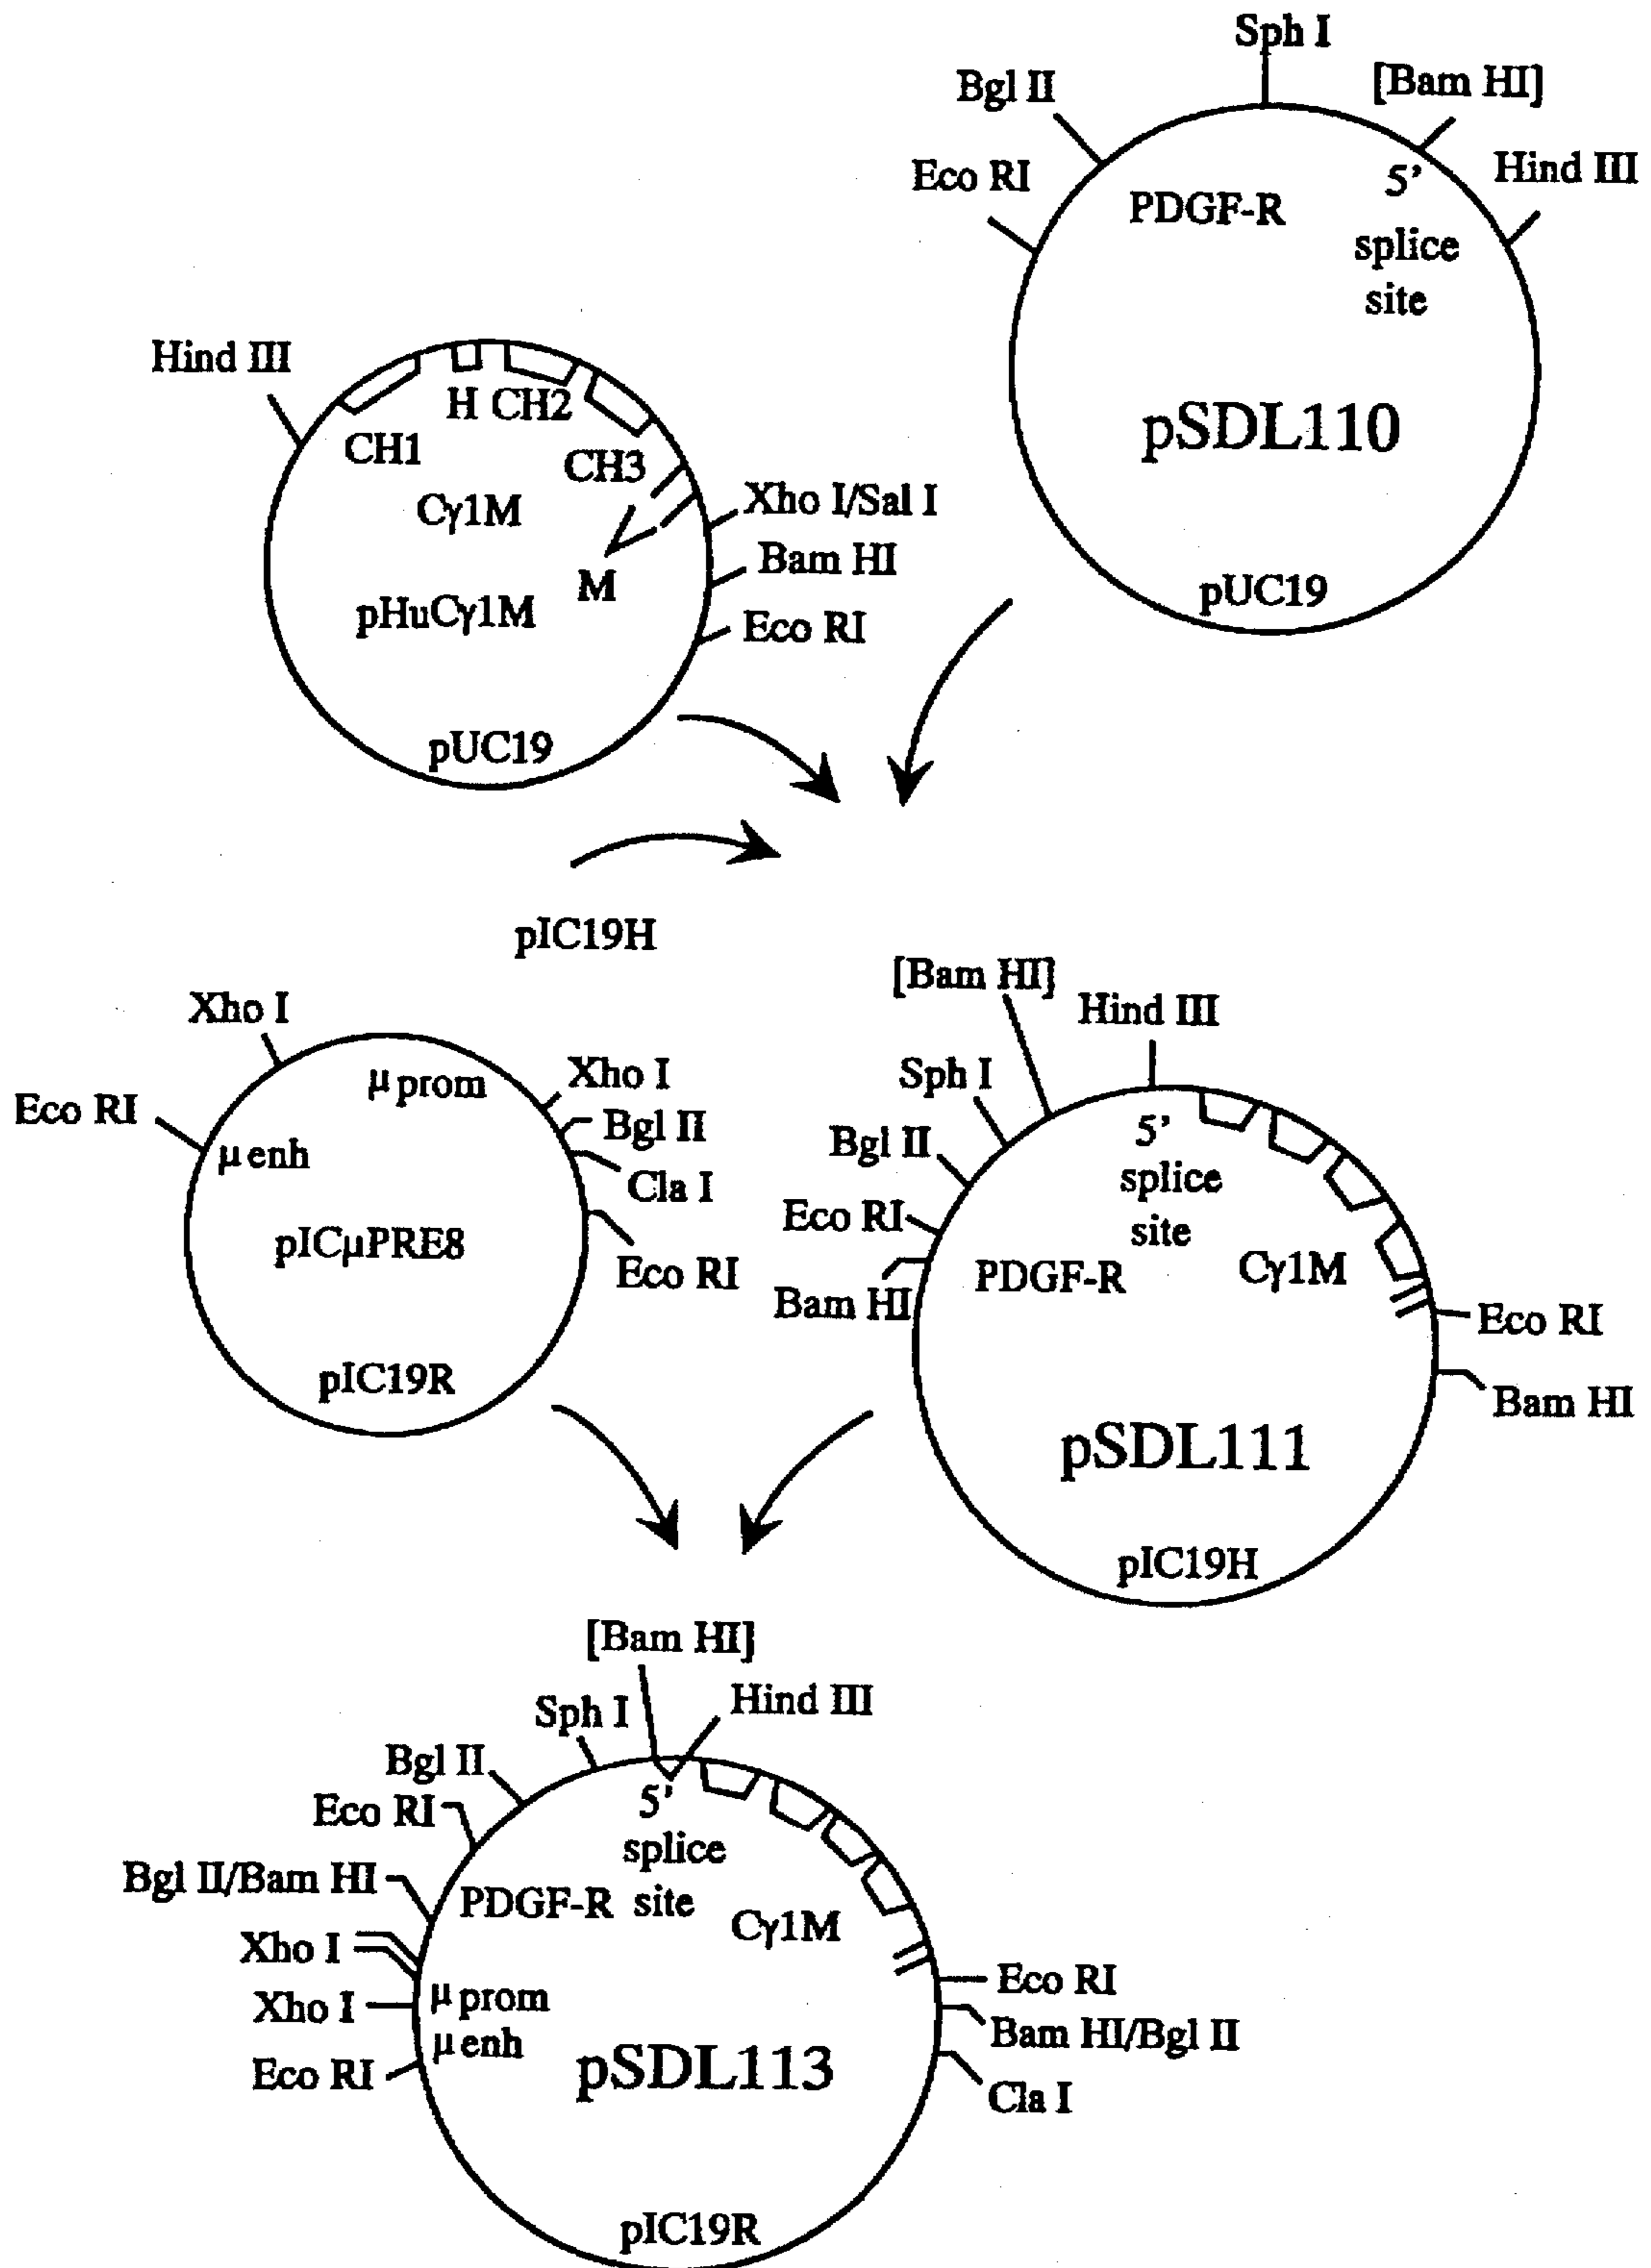 Sph I
Bgl II
[Bam HI]
Eco RI
Hind III
PDGF-R
5’
splice
site
pSDL110
pUC19
Hind III
H CH2
CH1
CH3
Cγ1M
Xho I/Sal I
Bam HI
M
pHuCγ1M
Eco RI
pUC19
pIC19H
Xho I
μ prom
Xho I
Eco RI
Bgl II
μ enh
Cla I
pICμPRE8
Eco RI
pIC19R
[Bam HI]
Hind III
Sph I
5’
Bgl II
splice
Eco RI
site
PDGF-R
Cγ1M
Bam HI
Eco RI
Bam HI
pSDL111
pIC19H
[Bam HI]
Sph I
Hind III
Bgl II
5’
Eco RI
splice
Bgl II/Bam HI
PDGF-R site
Cγ1M
Xho I
Eco RI
Xho I
μ prom
Bam HI/Bgl II
μ enh
pSDL113
Eco RI
Cla I
pIC19R